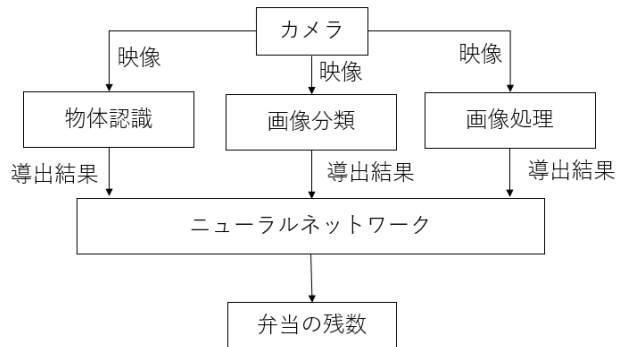 カメラ
映像
映像
映像
物体認識
画像分類
画像処理
導出結果
導出結果
導出結果
ニューラルネットワーク
弁当の残数